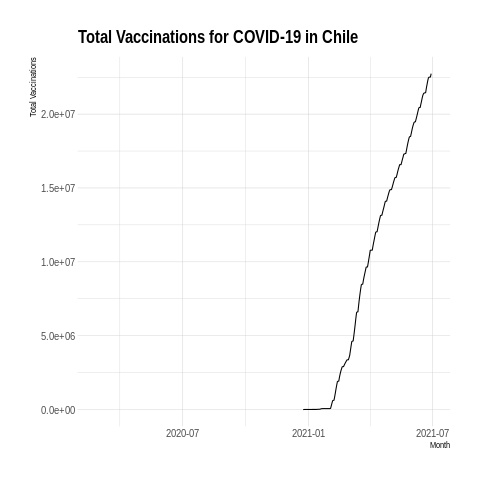 Total Vaccinations for COVID-19 in Chile
Total Vaccinations
2.0e+07
1.5e+07
1.0e+07
5.0e+06
0.0e+00
2020-07 2021-01 2021-07
Month